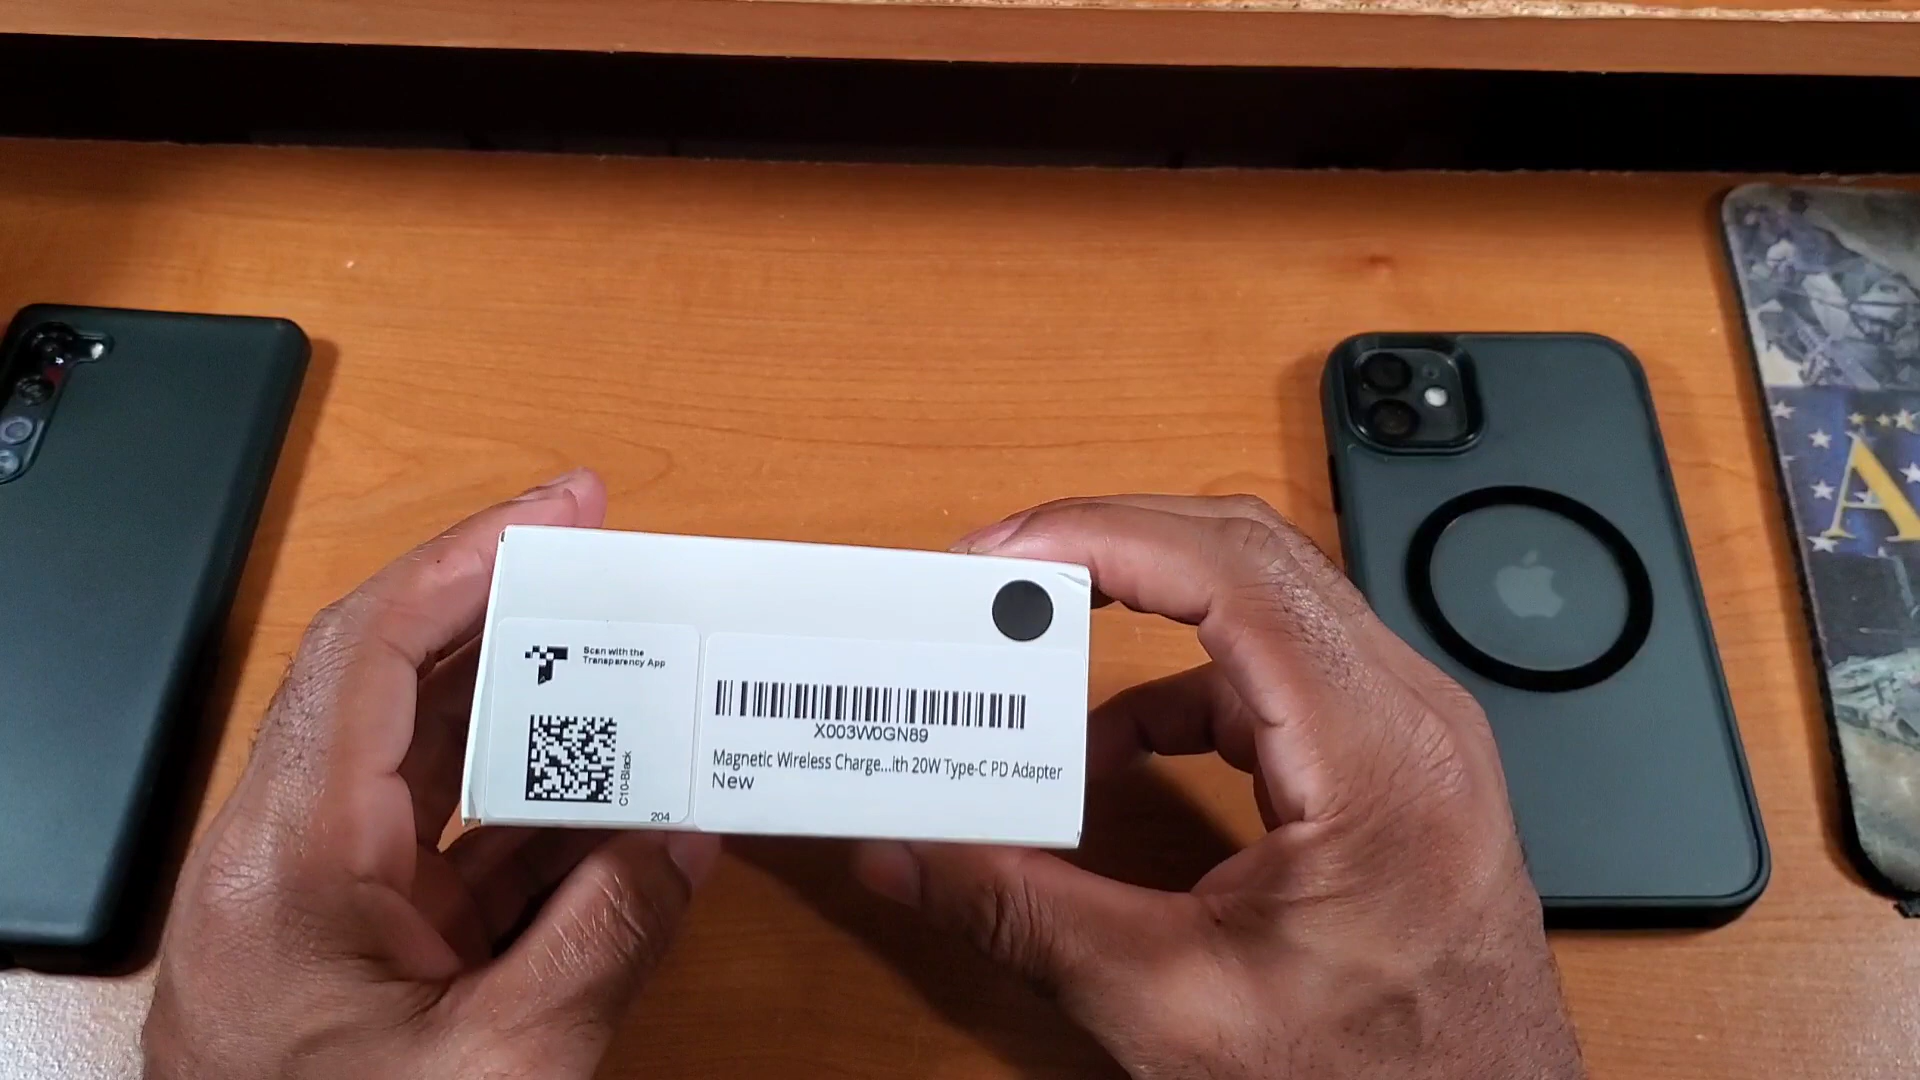 Scan with the
Transparency App
C10-Black
204
X003W0GN89
Magnetic Wireless Charge...ith 20W Type-C PD Adapter
New
A